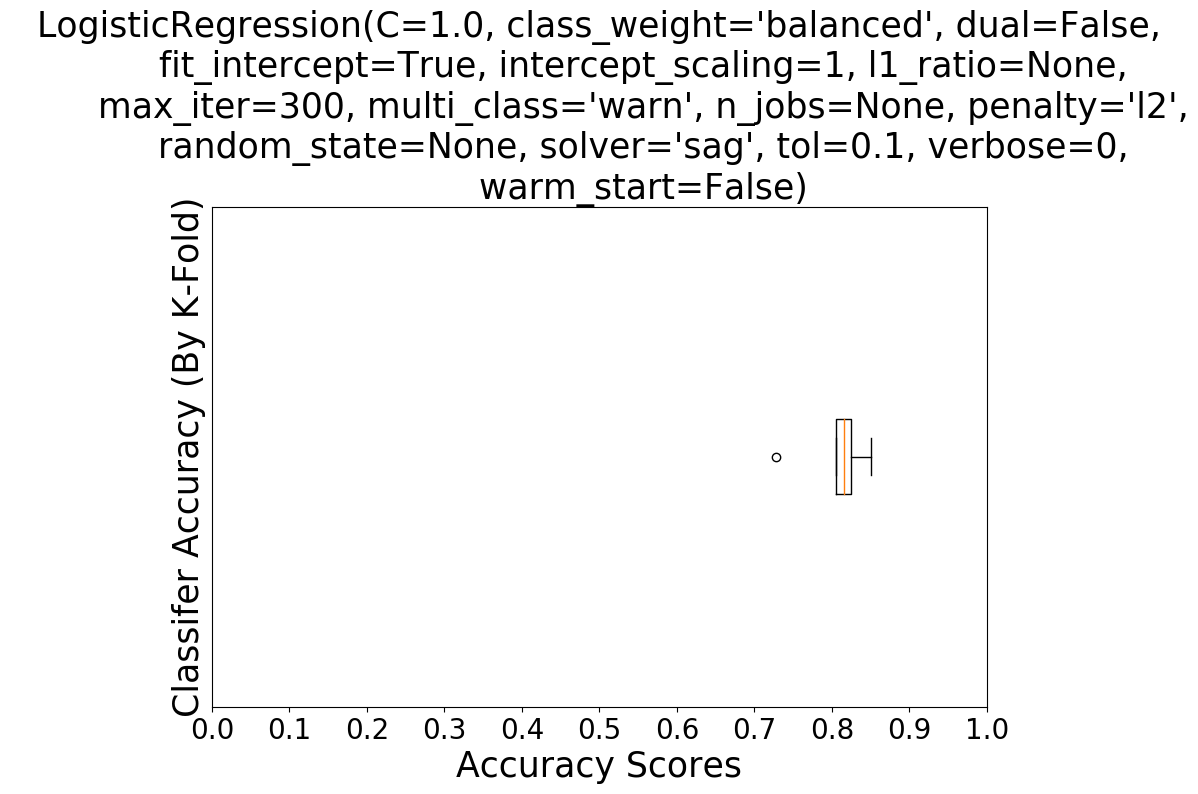 LogisticRegression(C=1.0, class_weight='balanced', dual=False,
fit_intercept=True, intercept_scaling=1, l1_ratio=None,
max_iter=300, multi_class='warn', n_jobs=None, penalty='l2',
random_state=None, solver='sag', tol=0.1, verbose=0,
warm_start=False)
Classifer Accuracy (By K-Fold)
0.0 0.1 0.2 0.3 0.4 0.5 0.6 0.7 0.8 0.9 1.0
Accuracy Scores